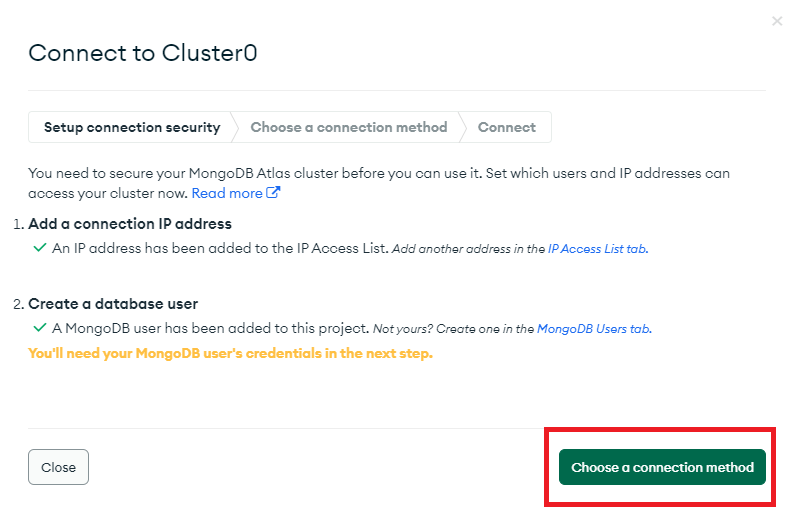 Connect to Cluster0
Setup connection security
Choose a connection method
Connect
You need to secure your MongoDB Atlas cluster before you can use it. Set which users and IP addresses can
access your cluster now. Read more
1. Add a connection IP address
An IP address has been added to the IP Access List. Add another address in the IP Access List tab.
2. Create a database user
A MongoDB user has been added to this project. Not yours? Create one in the MongoDB Users tab.
You'll need your MongoDB user's credentials in the next step.
Close
Choose a connection method